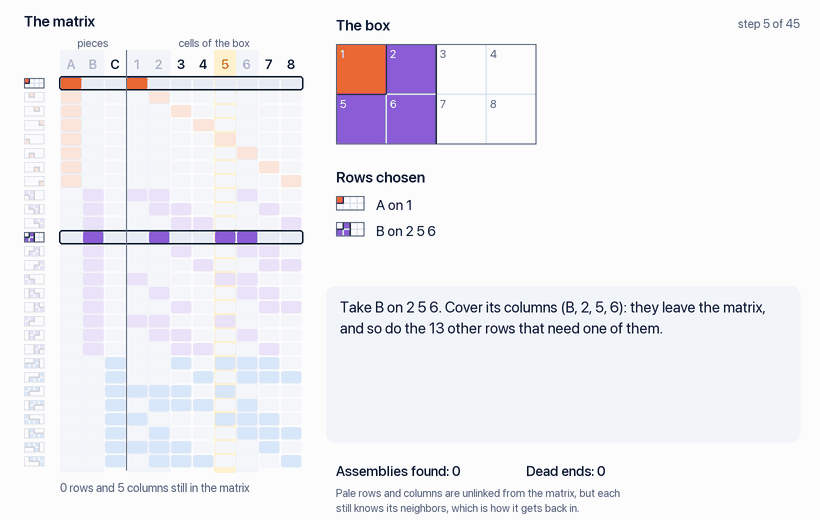 The matrix
pieces
cells of the box
A B C 1 2 3 4 5 6 7 8
0 rows and 5 columns still in the matrix
The box
step 5 of 45
1 2 3 4
5 6 7 8
Rows chosen
A on 1
B on 2 5 6
Take B on 2 5 6. Cover its columns (B, 2, 5, 6): they leave the matrix,
and so do the 13 other rows that need one of them.
Assemblies found: 0
Dead ends: 0
Pale rows and columns are unlinked from the matrix, but each
still knows its neighbors, which is how it gets back in.